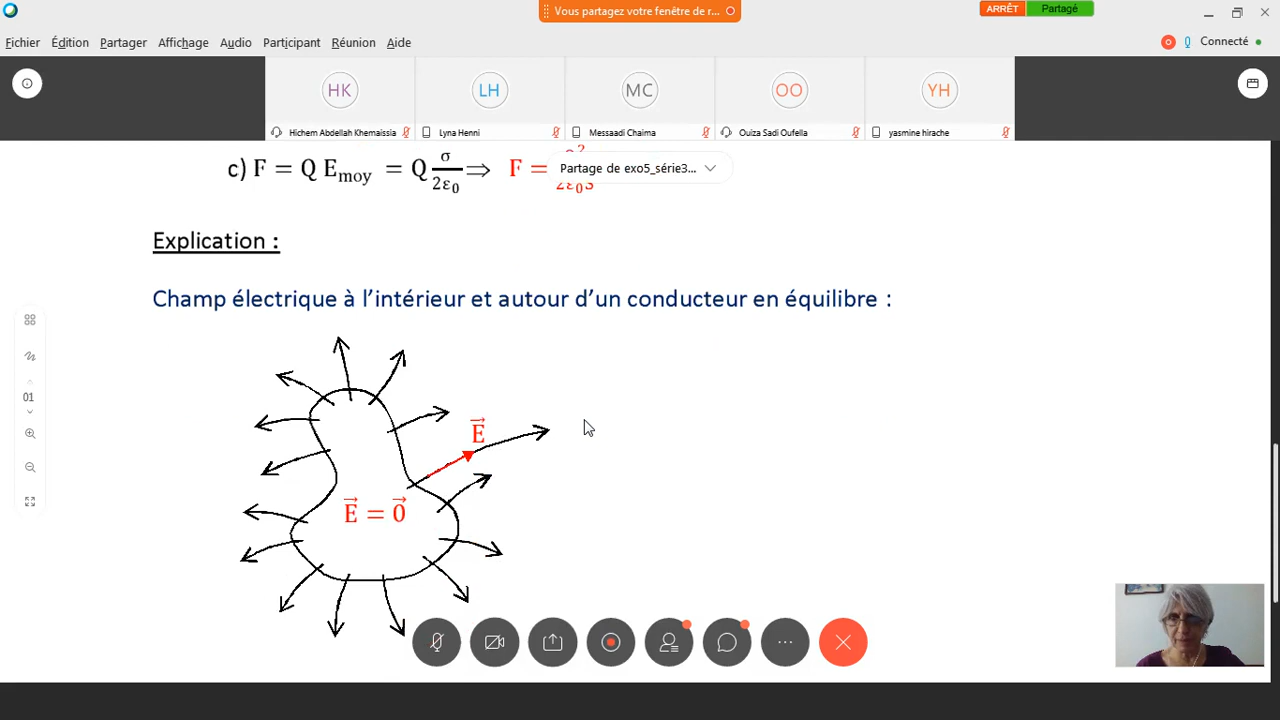 Vous partagez votre fenêtre de r...
ARRÊT Partagé
Fichier Édition Partager Affichage Audio Participant Réunion Aide
Connecté
HK LH MC OO YH
Hichem Abdellah Khemaissia Lyna Henni Messaadi Chaima Ouiza Sadi Oufella yasmine hirache
Partage de exo5_série3...
c) F = Q E_moy = Q σ/2ε₀ ⟹ F =
Explication :
Champ électrique à l’intérieur et autour d’un conducteur en équilibre :
01
E⃗
E⃗ = 0⃗